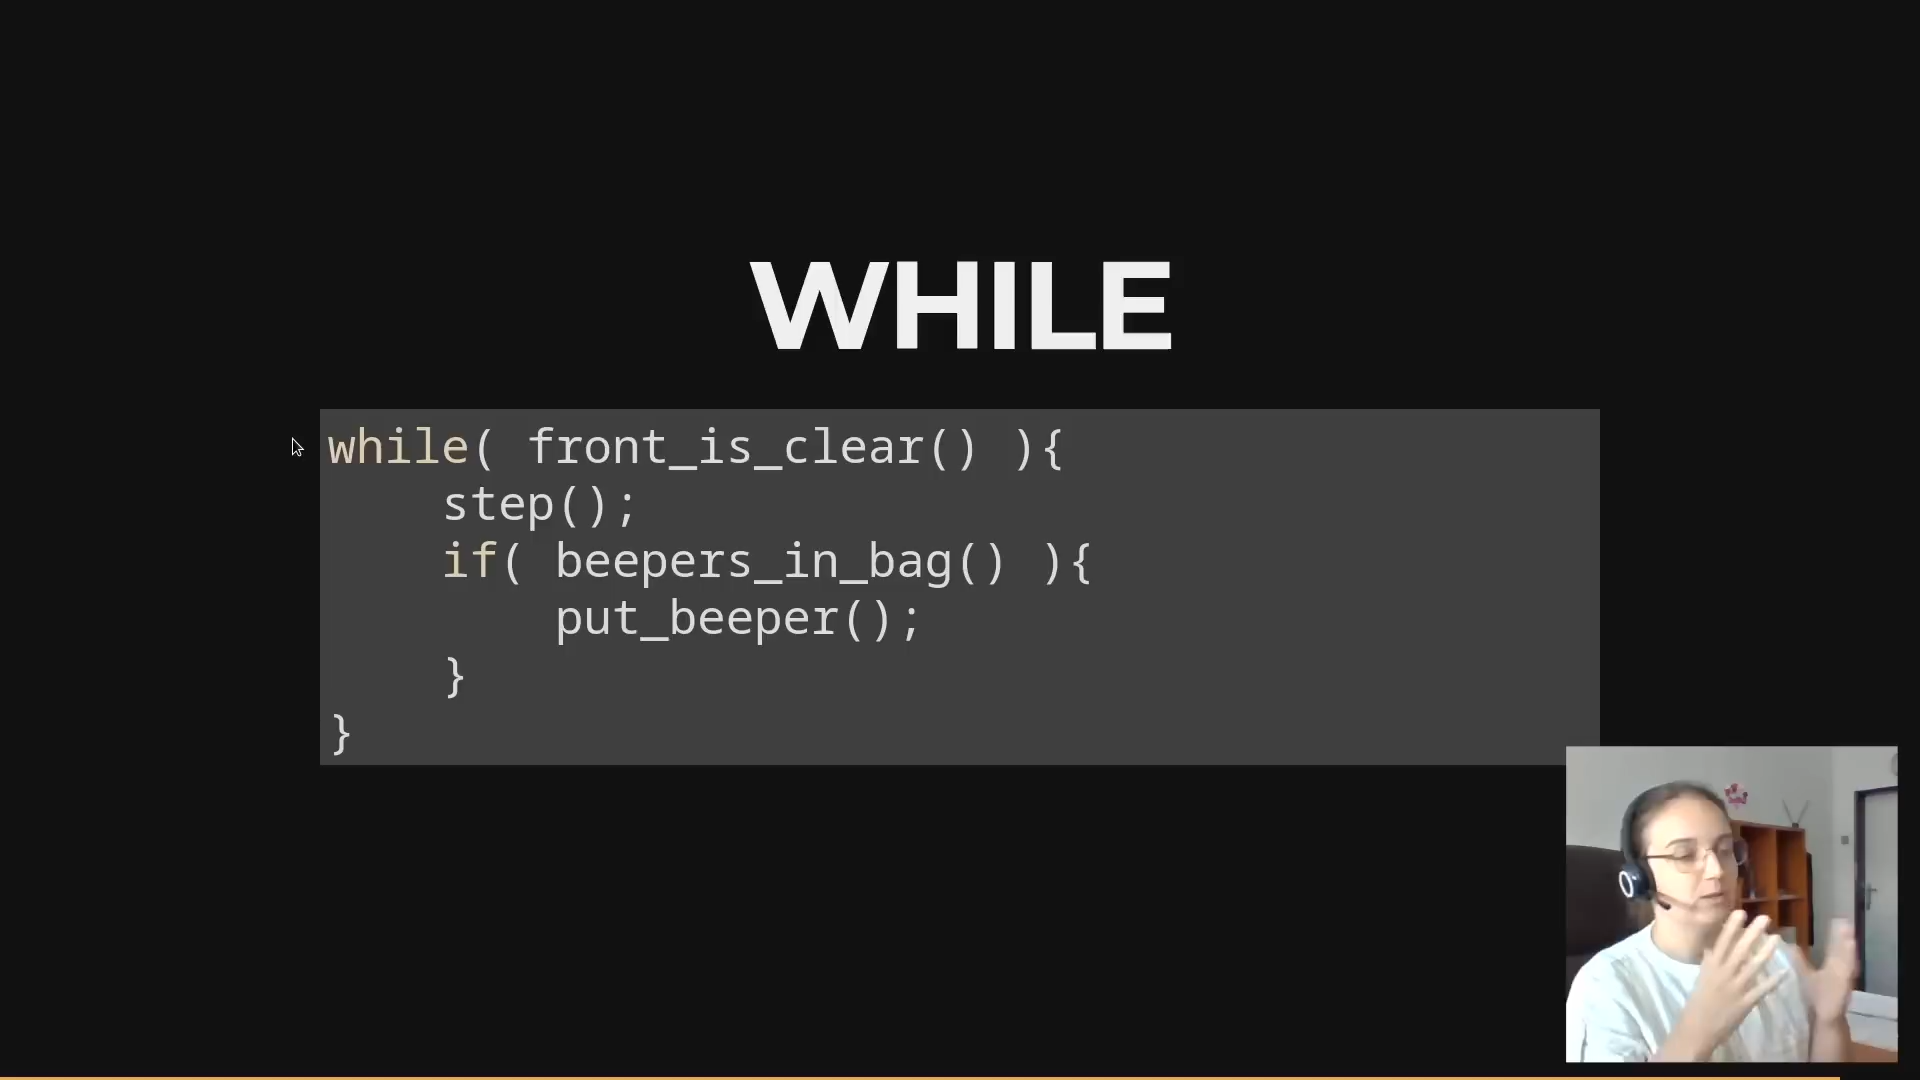 WHILE
while( front_is_clear() ){
    step();
    if( beepers_in_bag() ){
        put_beeper();
    }
}